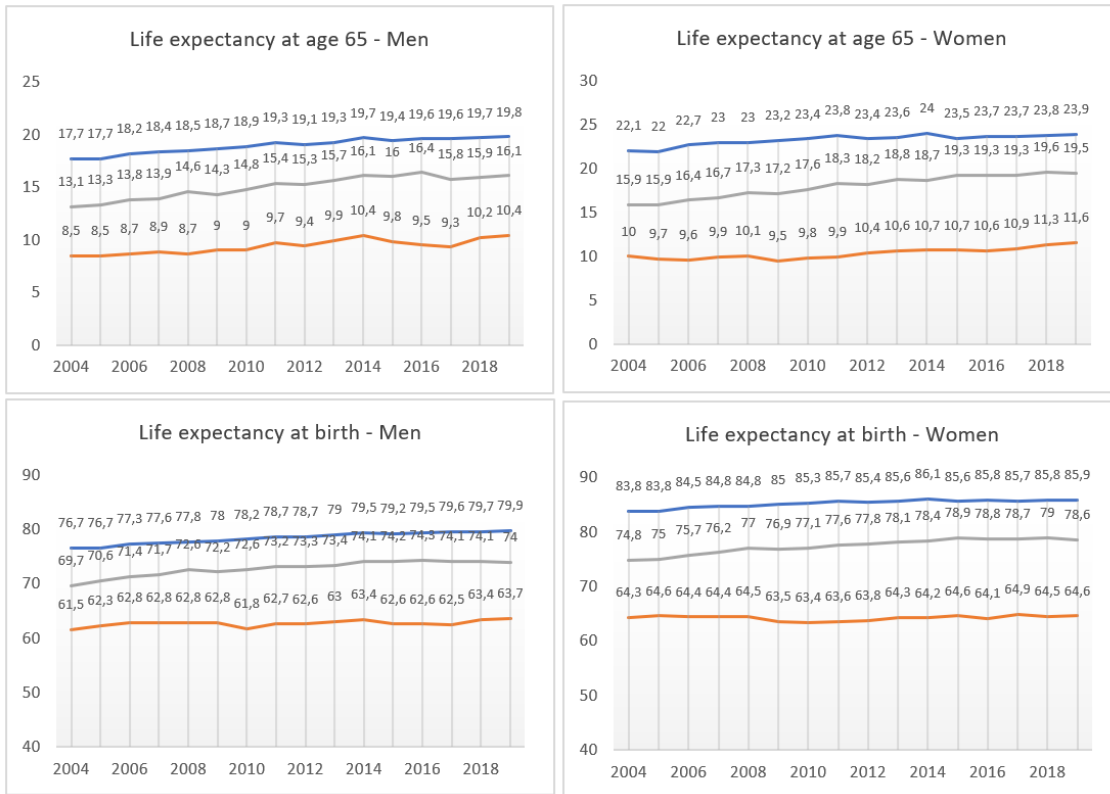 Life expectancy at age 65 - Men
25
20
15
10
5
0
17,7 17,7 18,2 18,4 18,5 18,7 18,9 19,3 19,1 19,3 19,7 19,4 19,6 19,6 19,7 19,8
13,1 13,3 13,8 13,9 14,6 14,3 14,8 15,4 15,3 15,7 16,1 16 16,4 15,8 15,9 16,1
8,5 8,5 8,7 8,9 8,7 9 9 9,7 9,4 9,9 10,4 9,8 9,5 9,3 10,2 10,4
2004 2006 2008 2010 2012 2014 2016 2018
Life expectancy at age 65 - Women
30
25
20
15
10
5
0
22,1 22 22,7 23 23 23,2 23,4 23,8 23,4 23,6 24 23,5 23,7 23,7 23,8 23,9
15,9 15,9 16,4 16,7 17,3 17,2 17,6 18,3 18,2 18,8 18,7 19,3 19,3 19,3 19,6 19,5
10 9,7 9,6 9,9 10,1 9,5 9,8 9,9 10,4 10,6 10,7 10,7 10,6 10,9 11,3 11,6
2004 2006 2008 2010 2012 2014 2016 2018
Life expectancy at birth - Men
90
80
70
60
50
40
76,7 76,7 77,3 77,6 77,8 78 78,2 78,7 78,7 79 79,5 79,2 79,5 79,6 79,7 79,9
69,7 70,6 71,4 71,7 72,6 72,2 72,6 73,2 73,3 73,4 74,1 74,2 74,3 74,1 74,1 74
61,5 62,3 62,8 62,8 62,8 62,8 61,8 62,7 62,6 63 63,4 62,6 62,6 62,5 63,4 63,7
2004 2006 2008 2010 2012 2014 2016 2018
Life expectancy at birth - Women
90
80
70
60
50
40
83,8 83,8 84,5 84,8 84,8 85 85,3 85,7 85,4 85,6 86,1 85,6 85,8 85,7 85,8 85,9
74,8 75 75,7 76,2 77 76,9 77,1 77,6 77,8 78,1 78,4 78,9 78,8 78,7 79 78,6
64,3 64,6 64,4 64,4 64,5 63,5 63,4 63,6 63,8 64,3 64,2 64,6 64,1 64,9 64,5 64,6
2004 2006 2008 2010 2012 2014 2016 2018